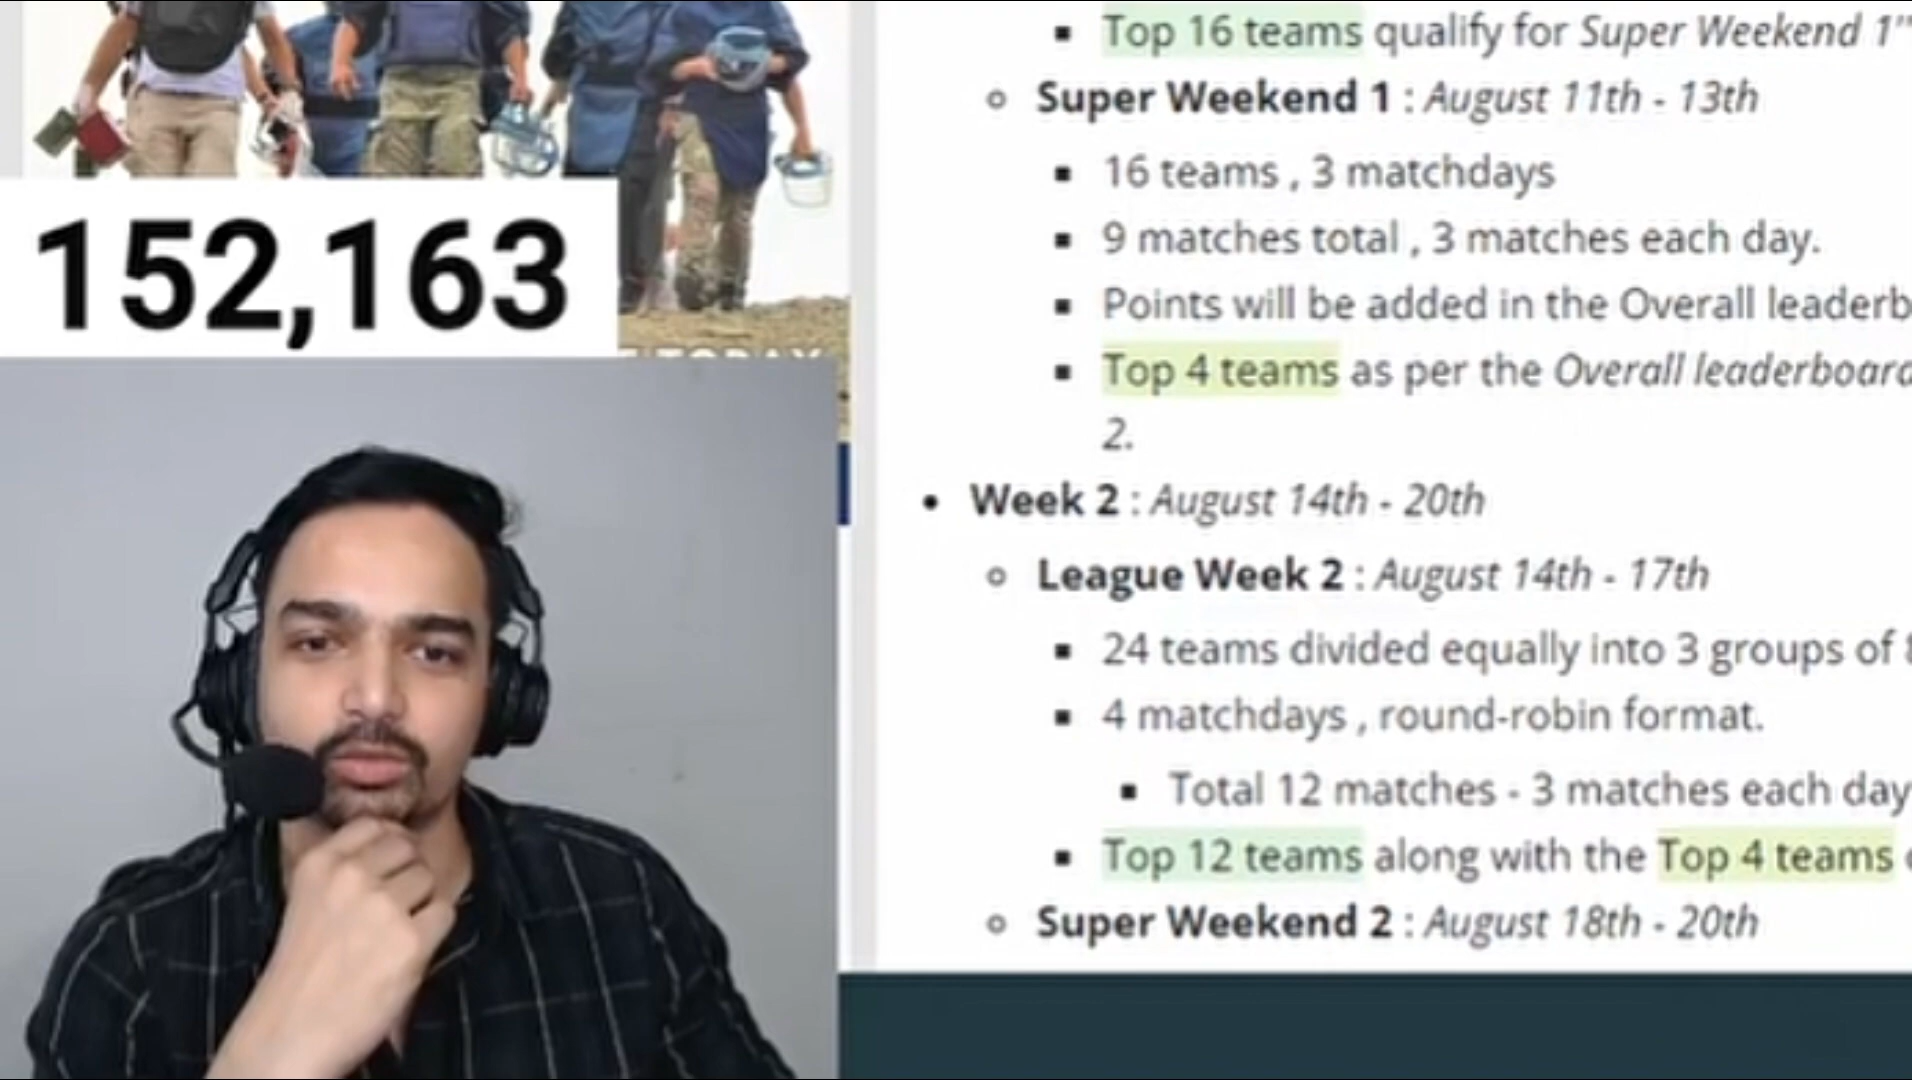 Top 16 teams qualify for Super Weekend 1"
Super Weekend 1 : August 11th - 13th
16 teams , 3 matchdays
9 matches total , 3 matches each day.
152,163
Points will be added in the Overall
Top 4 teams as per the Overall leaderboard
2.
Week 2 : August 14th - 20th
League Week 2 : August 14th - 17th
24 teams divided equally into 3 groups of
4 matchdays , round-robin format.
Total 12 matches - 3 matches each day
Top 12 teams along with the Top 4 teams
Super Weekend 2 : August 18th - 20th